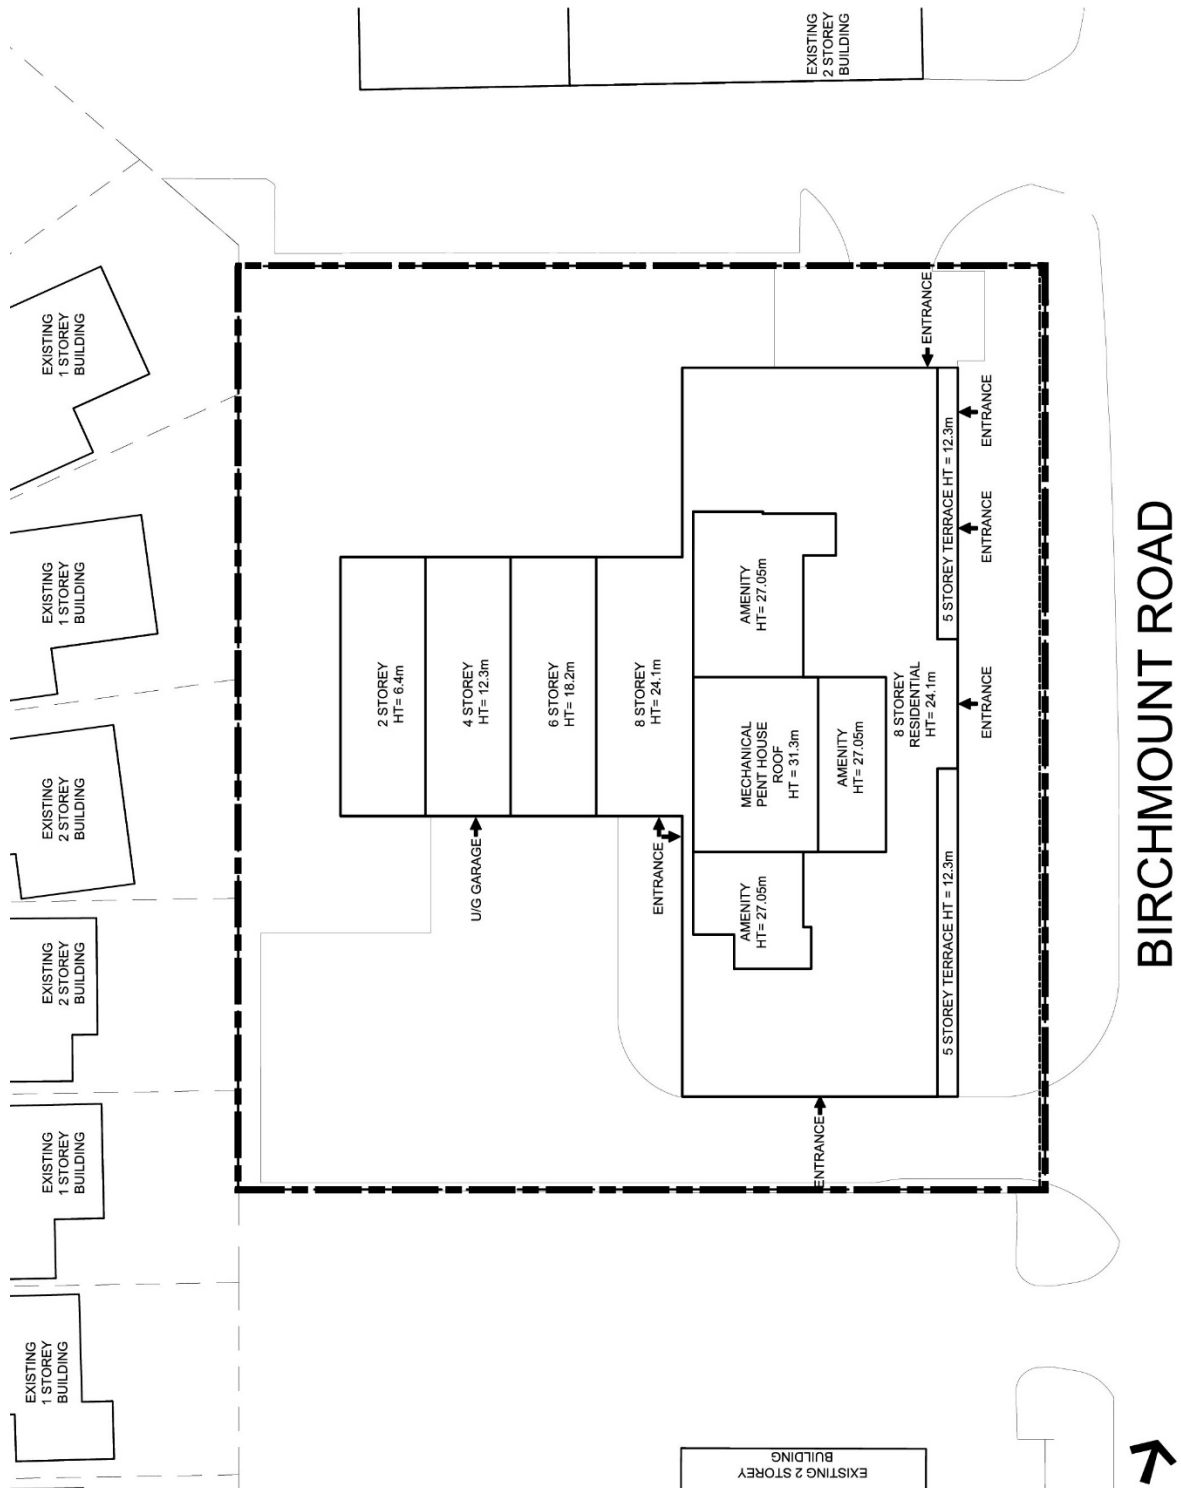 EXISTING
2 STOREY
BUILDING
EXISTING
1 STOREY
BUILDING
EXISTING
1 STOREY
BUILDING
EXISTING
2 STOREY
BUILDING
EXISTING
2 STOREY
BUILDING
EXISTING
1 STOREY
BUILDING
EXISTING
1 STOREY
BUILDING
2 STOREY
HT= 6.4m
4 STOREY
HT= 12.3m
6 STOREY
HT= 18.2m
8 STOREY
HT= 24.1m
AMENITY
HT= 27.05m
MECHANICAL
PENT HOUSE
ROOF
HT = 31.3m
AMENITY
HT= 27.05m
AMENITY
HT= 27.05m
8 STOREY
RESIDENTIAL
HT= 24.1m
5 STOREY TERRACE HT = 12.3m
5 STOREY TERRACE HT = 12.3m
ENTRANCE
ENTRANCE
ENTRANCE
ENTRANCE
U/G GARAGE
ENTRANCE
ENTRANCE
BIRCHMOUNT ROAD
EXISTING 2 STOREY
BUILDING